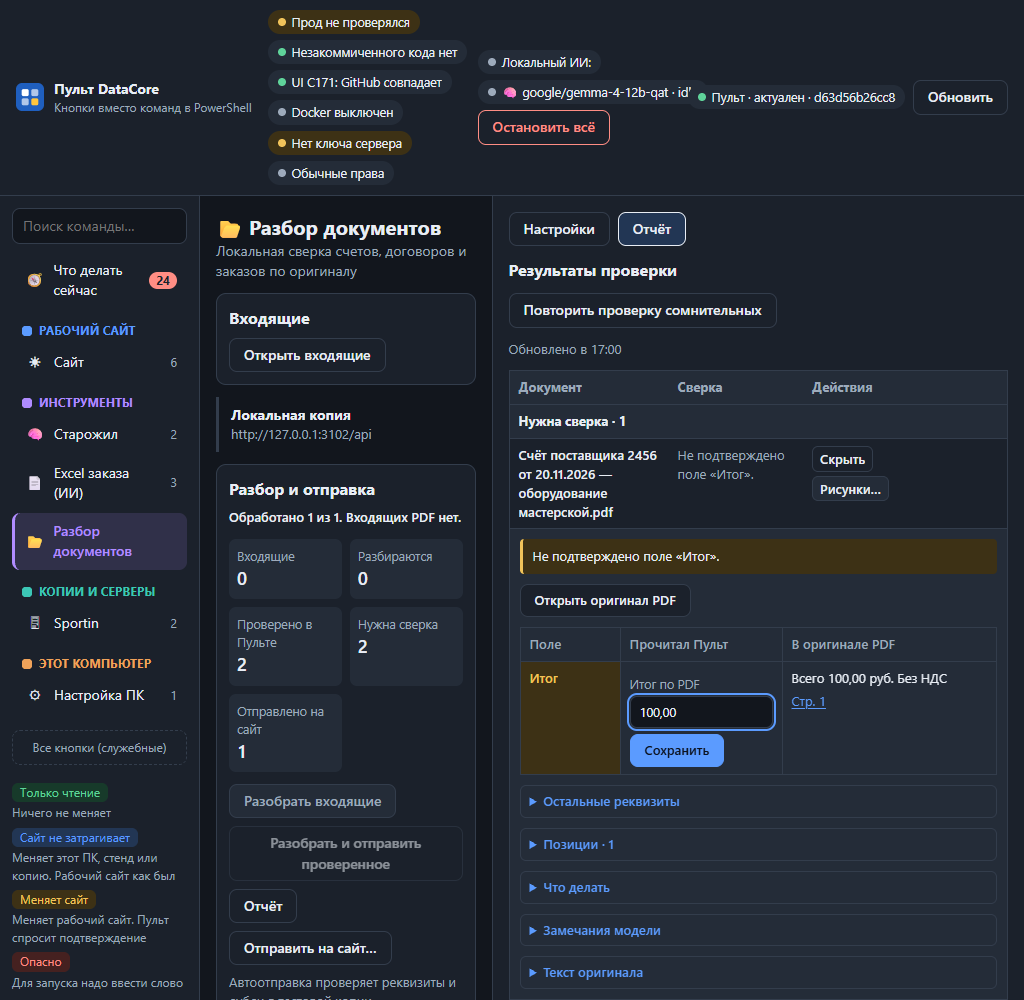 Пульт DataCore
Кнопки вместо команд в PowerShell
Прод не проверялся
Незакоммиченного кода нет
UI C171: GitHub совпадает
Docker выключен
Нет ключа сервера
Обычные права
Локальный ИИ:
google/gemma-4-12b-qat · id
Остановить всё
Пульт · актуален · d63d56b26cc8
Обновить
Поиск команды...
Что делать
сейчас
24
РАБОЧИЙ САЙТ
Сайт
6
ИНСТРУМЕНТЫ
Старожил
2
Excel заказа
(ИИ)
3
Разбор
документов
КОПИИ И СЕРВЕРЫ
Sportin
2
ЭТОТ КОМПЬЮТЕР
Настройка ПК
1
Все кнопки (служебные)
Только чтение
Ничего не меняет
Сайт не затрагивает
Меняет этот ПК, стенд или
копию. Рабочий сайт как был
Меняет сайт
Меняет рабочий сайт. Пульт
спросит подтверждение
Опасно
Для запуска надо ввести слово
Разбор документов
Локальная сверка счетов, договоров и
заказов по оригиналу
Входящие
Открыть входящие
Локальная копия
http://127.0.0.1:3102/api
Разбор и отправка
Обработано 1 из 1. Входящих PDF нет.
Входящие
0
Разбираются
0
Проверено в
Пульте
2
Нужна сверка
2
Отправлено на
сайт
1
Разобрать входящие
Разобрать и отправить
проверенное
Отчёт
Отправить на сайт...
Автоотправка проверяет реквизиты и
Настройки
Отчёт
Результаты проверки
Повторить проверку сомнительных
Обновлено в 17:00
Документ
Сверка
Действия
Нужна сверка · 1
Счёт поставщика 2456
от 20.11.2026 —
оборудование
мастерской.pdf
Не подтверждено
поле «Итог».
Скрыть
Рисунки...
Не подтверждено поле «Итог».
Открыть оригинал PDF
Поле
Прочитал Пульт
В оригинале PDF
Итог
Итог по PDF
100,00
Сохранить
Всего 100,00 руб. Без НДС
Стр. 1
Остальные реквизиты
Позиции · 1
Что делать
Замечания модели
Текст оригинала